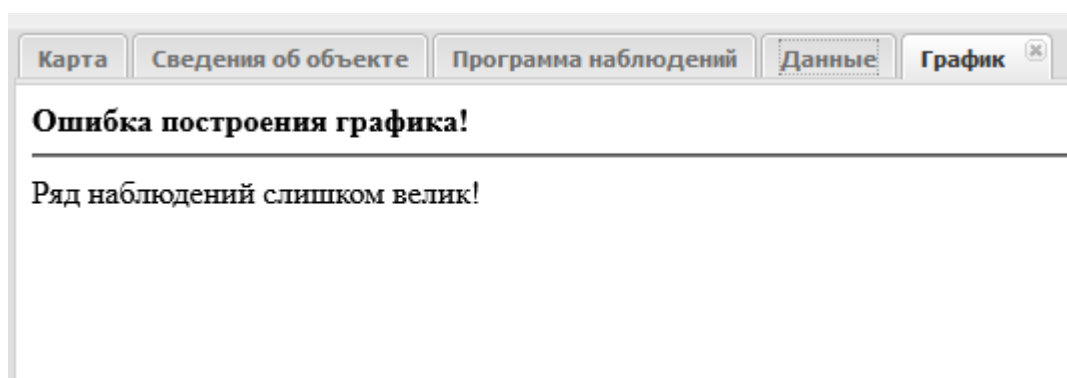 Карта Сведения об объекте Программа наблюдений Данные График
Ошибка построения графика!
Ряд наблюдений слишком велик!